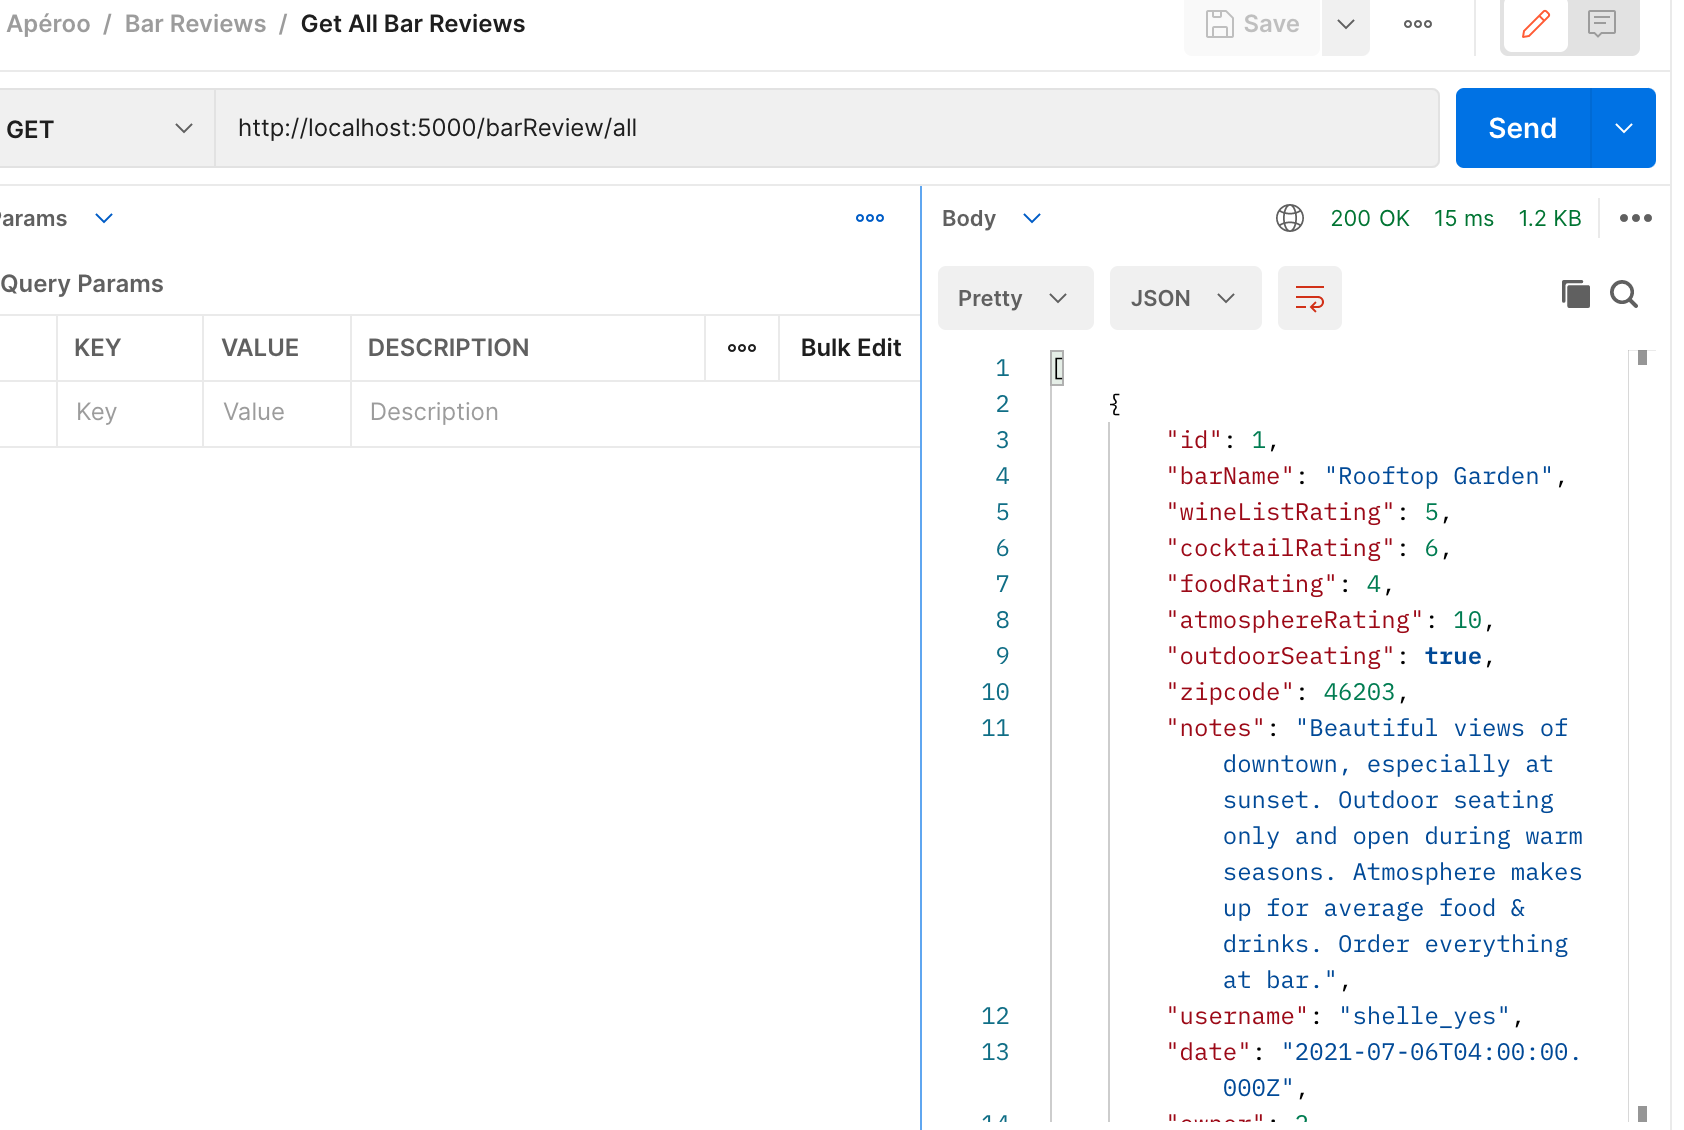 Apéroo / Bar Reviews / Get All Bar Reviews
Save
GET
http://localhost:5000/barReview/all
Send
Params
Body
200 OK 15 ms 1.2 KB
Query Params
Pretty
JSON
KEY VALUE DESCRIPTION Bulk Edit
Key Value Description
1 [
2 {
3 "id": 1,
4 "barName": "Rooftop Garden",
5 "wineListRating": 5,
6 "cocktailRating": 6,
7 "foodRating": 4,
8 "atmosphereRating": 10,
9 "outdoorSeating": true,
10 "zipcode": 46203,
11 "notes": "Beautiful views of
downtown, especially at
sunset. Outdoor seating
only and open during warm
seasons. Atmosphere makes
up for average food &
drinks. Order everything
at bar.",
12 "username": "shelle_yes",
13 "date": "2021-07-06T04:00:00.
000Z",
14 "owner":